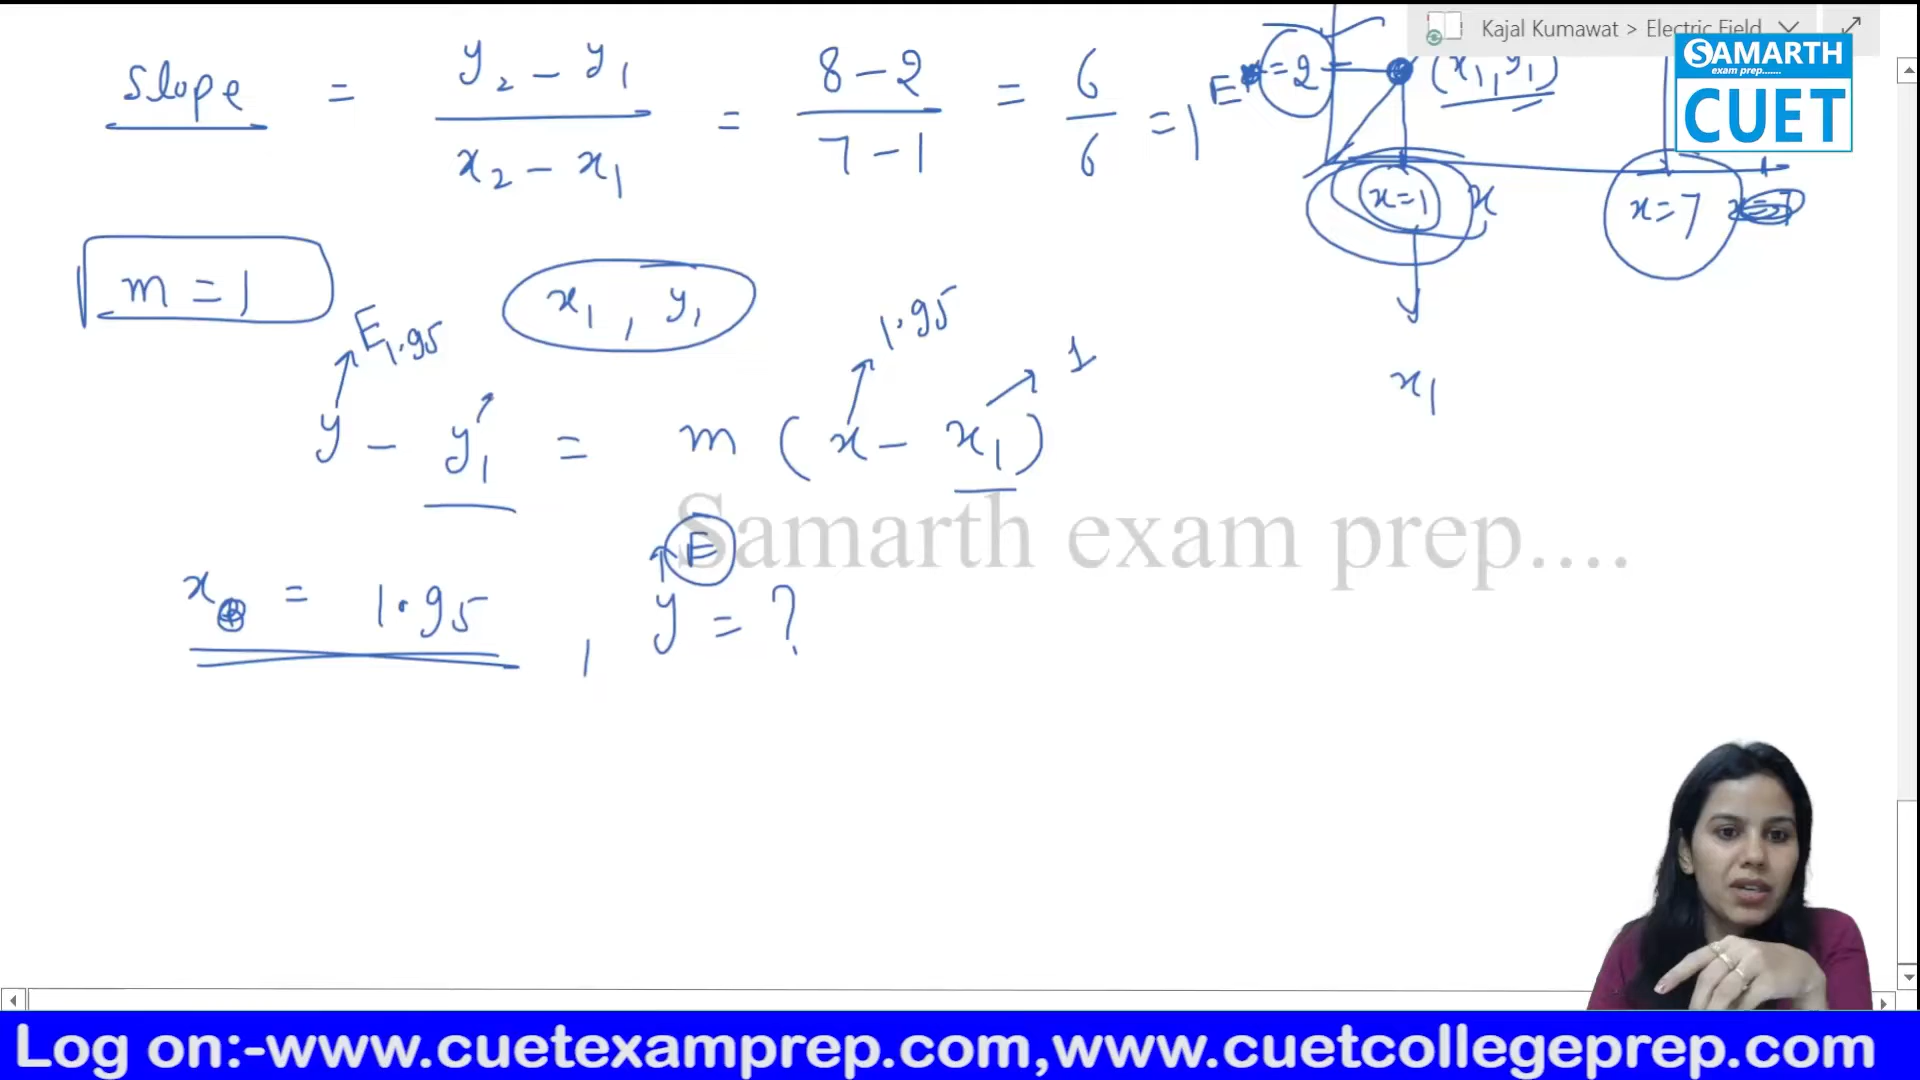 Kajal Kumawat > Electric Field
SAMARTH
exam prep.......
CUET
slope = y₂ - y₁ / x₂ - x₁ = 8 - 2 / 7 - 1 = 6 / 6 = 1
E = 2
(x₁, y₁)
x=1
x
x=7
x₁
m = 1
x₁, y₁
E₁.₉₅
1.95
1
y - y₁ = m (x - x₁)
Samarth exam prep....
E
x = 1.95, y = ?
Log on:-www.cuetexamprep.com,www.cuetcollegeprep.com